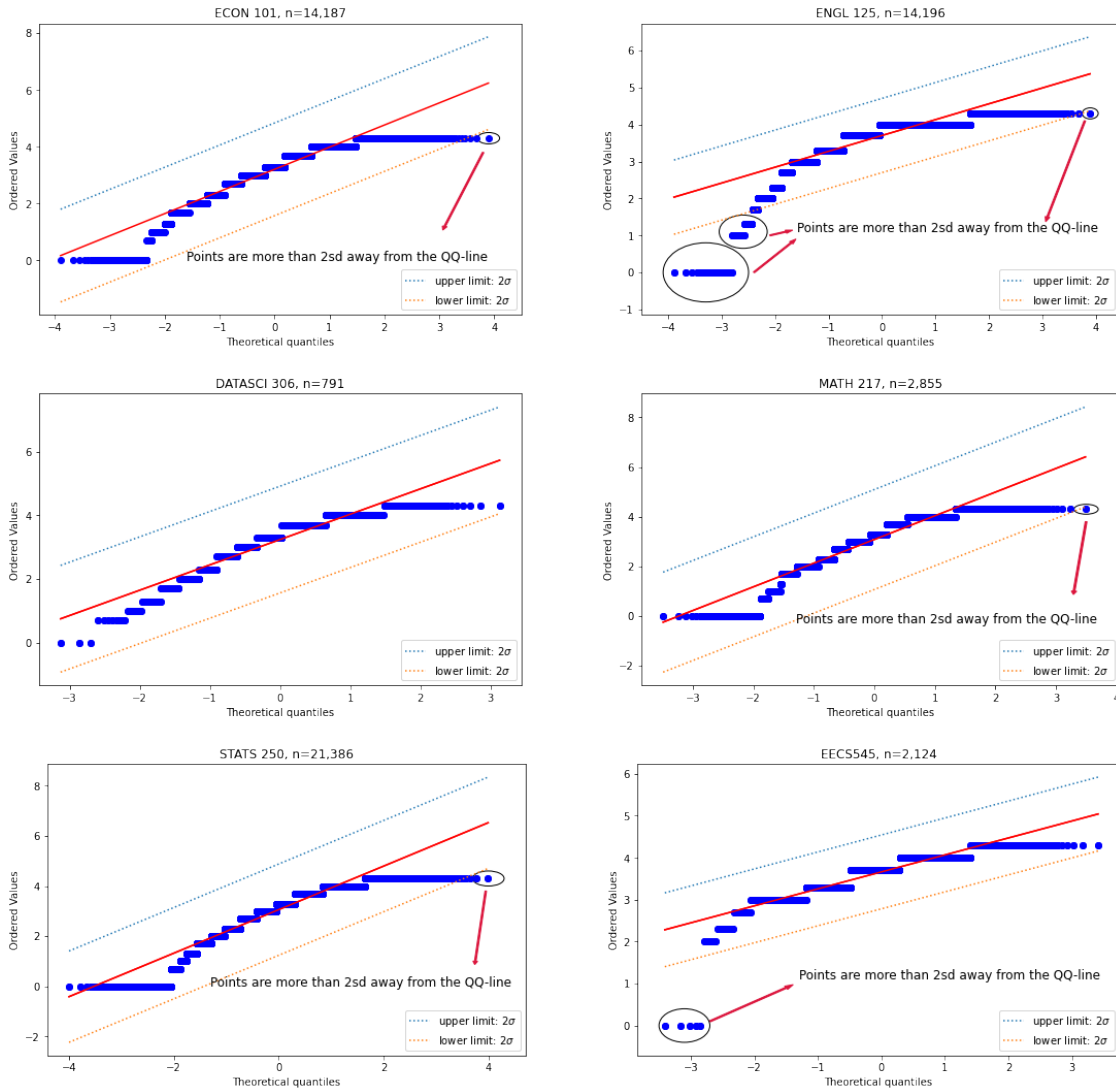 ECON 101, n=14,187
8
6
4
2
0
Ordered Values
Points are more than 2sd away from the QQ-line
upper limit: 2σ
lower limit: 2σ
−4 −3 −2 −1 0 1 2 3 4
Theoretical quantiles
ENGL 125, n=14,196
6
5
4
3
2
1
0
−1
Ordered Values
Points are more than 2sd away from the QQ-line
upper limit: 2σ
lower limit: 2σ
−4 −3 −2 −1 0 1 2 3 4
Theoretical quantiles
DATASCI 306, n=791
6
4
2
0
Ordered Values
upper limit: 2σ
lower limit: 2σ
−3 −2 −1 0 1 2 3
Theoretical quantiles
MATH 217, n=2,855
8
6
4
2
0
−2
Ordered Values
Points are more than 2sd away from the QQ-line
upper limit: 2σ
lower limit: 2σ
−3 −2 −1 0 1 2 3
Theoretical quantiles
STATS 250, n=21,386
8
6
4
2
0
−2
Ordered Values
Points are more than 2sd away from the QQ-line
upper limit: 2σ
lower limit: 2σ
−4 −2 0 2 4
Theoretical quantiles
EECS545, n=2,124
6
5
4
3
2
1
0
Ordered Values
Points are more than 2sd away from the QQ-line
upper limit: 2σ
lower limit: 2σ
−3 −2 −1 0 1 2 3
Theoretical quantiles